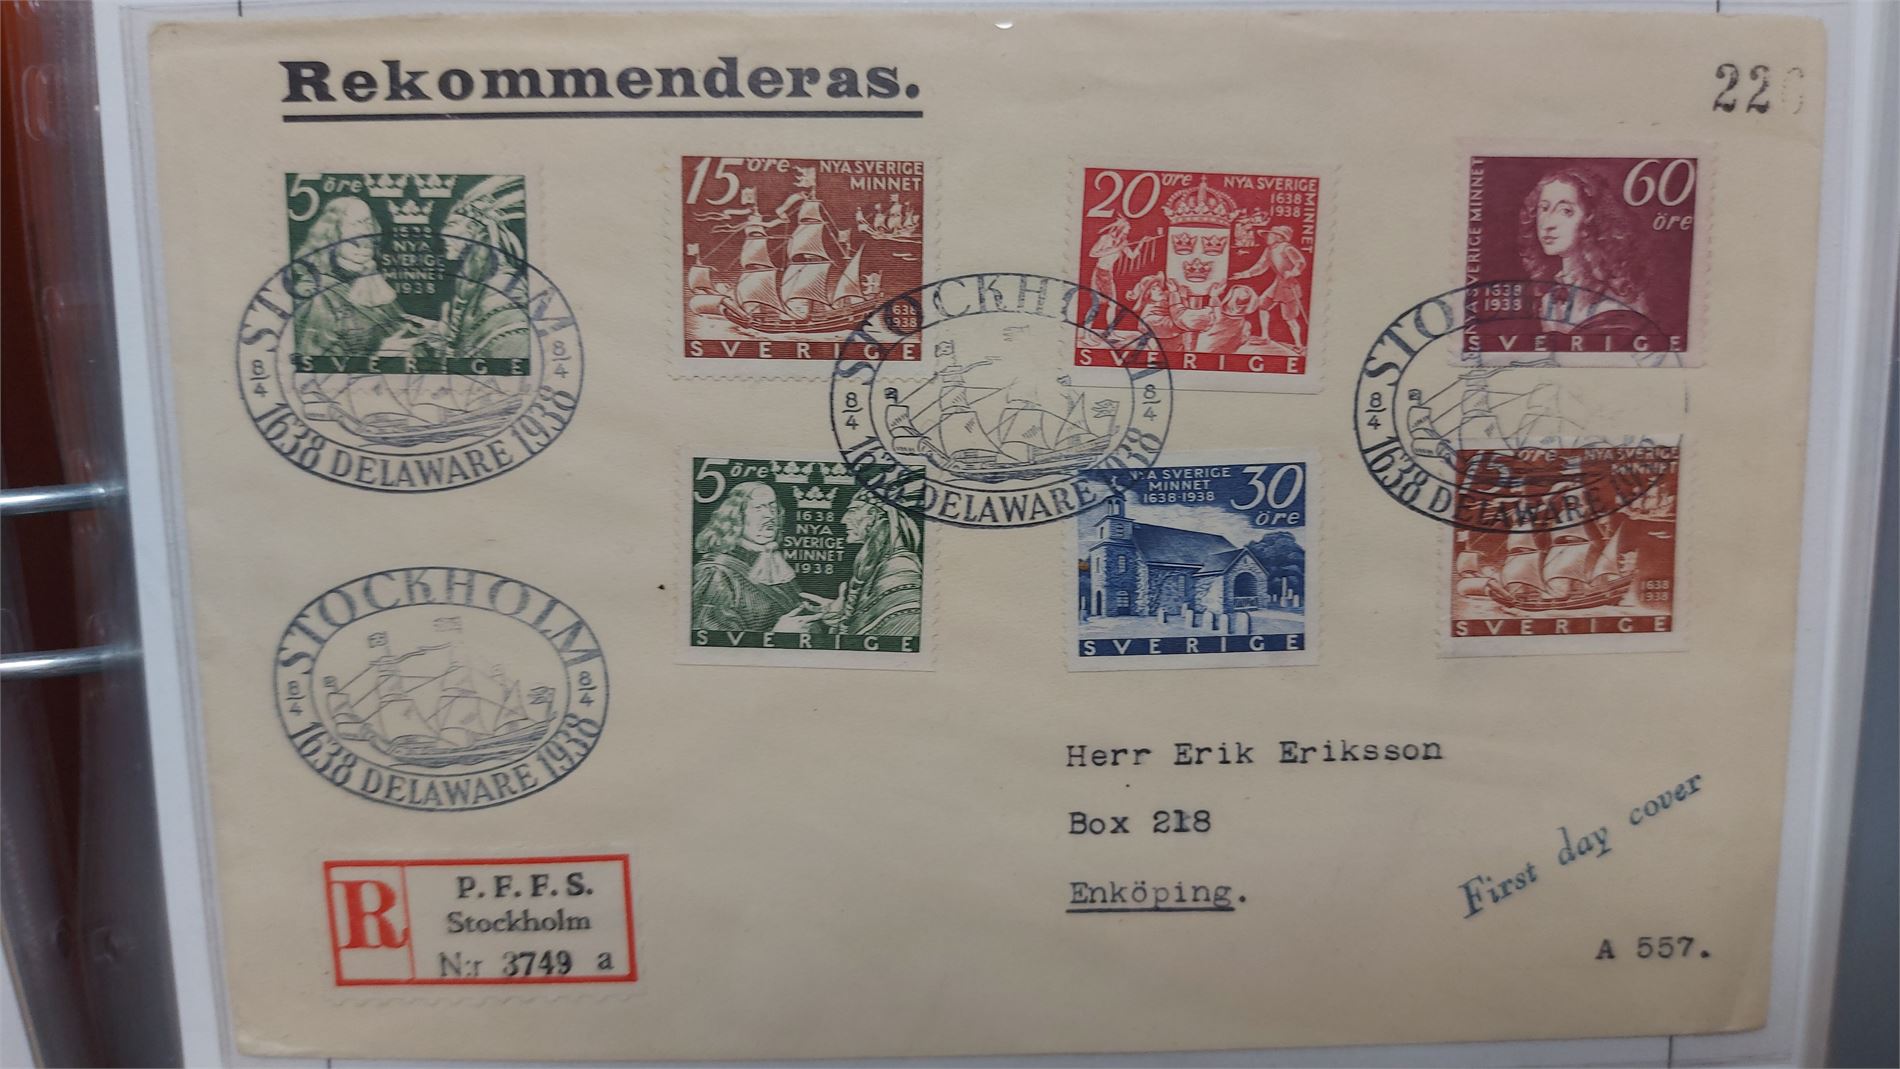 Rekommenderas.
22
5 öre
1638
NYA
SVERIGE
MINNET
1938
SVERIGE
15 öre NYA SVERIGE
MINNET
1638
1938
SVERIGE
20 öre NYA SVERIGE
MINNET
1638
1938
SVERIGE
60
öre
NYA SVERIGE MINNET
1638
1938
SVERIGE
STOCKHOLM
8/4 8/4
1638 DELAWARE 1938
STOCKHOLM
8/4 8/4
1638 DELAWARE 1938
STOCKHOLM
8/4
1638 DELAWARE
5 öre
1638
NYA
SVERIGE
MINNET
1938
SVERIGE
NYA SVERIGE
MINNET
1638-1938
30
öre
SVERIGE
15 öre NYA SVERIGE
MINNET
1638
1938
SVERIGE
STOCKHOLM
8/4 8/4
1638 DELAWARE 1938
Herr Erik Eriksson
Box 218
Enköping.
First day cover
A 557.
R
P.F.F.S.
Stockholm
N:r 3749 a